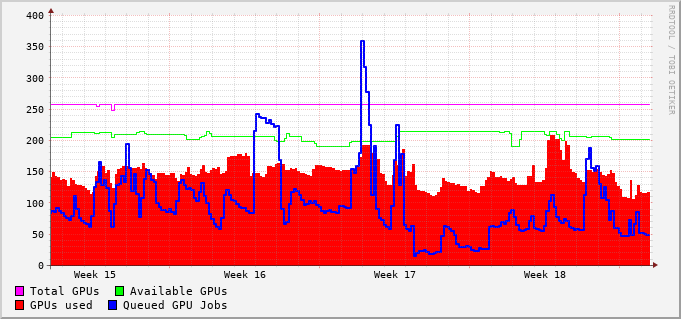 400
350
300
250
200
150
100
50
0
Week 15 Week 16 Week 17 Week 18
Total GPUs Available GPUs
GPUs used Queued GPU Jobs
RRDTOOL / TOBI OETIKER